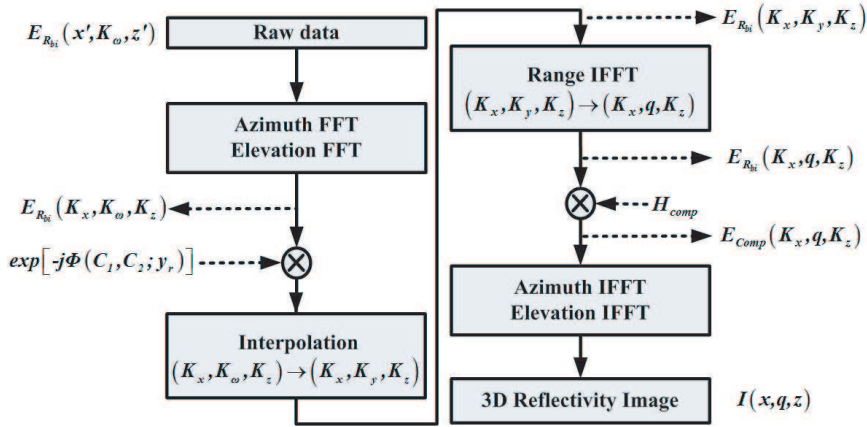 E_{R_{bi}}(x', K_ω, z')
Raw data
Azimuth FFT
Elevation FFT
E_{R_{bi}}(K_x, K_ω, K_z)
exp[-jΦ(C_1, C_2; y_r)]
Interpolation
(K_x, K_ω, K_z) → (K_x, K_y, K_z)
E_{R_{bi}}(K_x, K_y, K_z)
Range IFFT
(K_x, K_y, K_z) → (K_x, q, K_z)
E_{R_{bi}}(K_x, q, K_z)
H_{comp}
E_{Comp}(K_x, q, K_z)
Azimuth IFFT
Elevation IFFT
3D Reflectivity Image
I(x, q, z)